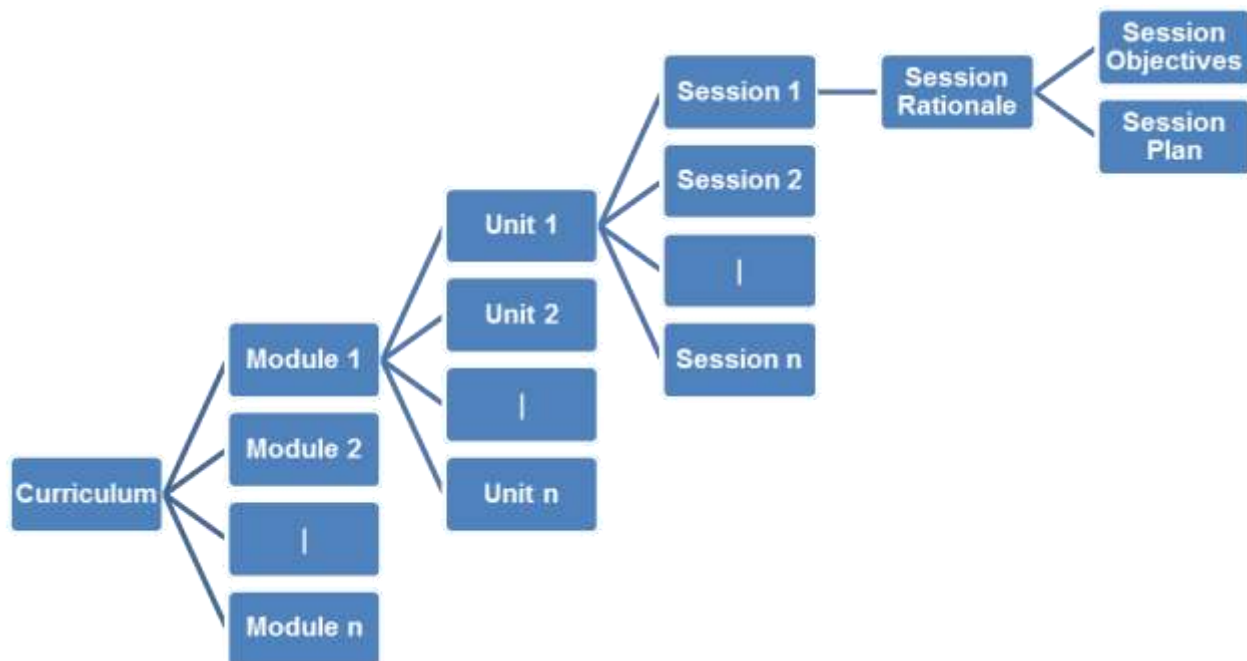 Curriculum
Module 1
Module 2
|
Module n
Unit 1
Unit 2
|
Unit n
Session 1
Session 2
|
Session n
Session
Rationale
Session
Objectives
Session
Plan